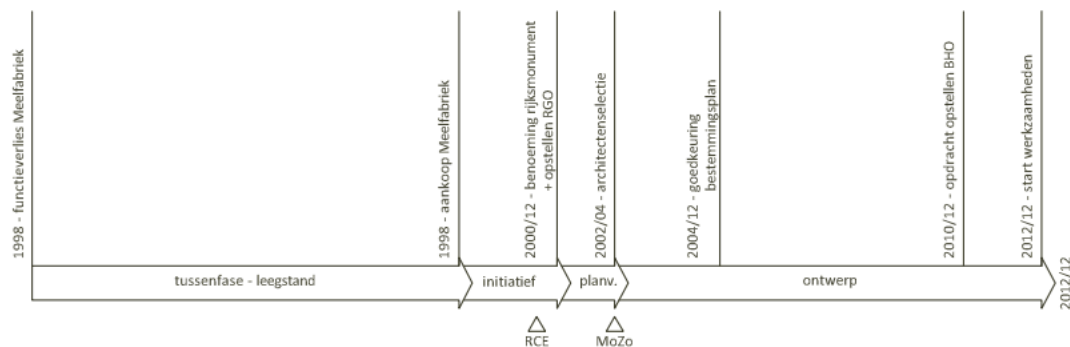 1998 - functieverlies Meelfabriek
1998 - aankoop Meelfabriek
2000/12 - benoeming rijksmonument
+ opstellen RGO
2002/04 - architectenselectie
2004/12 - goedkeuring
bestemmingsplan
2010/12 - opdracht opstellen BHO
2012/12 - start werkzaamheden
tussenfase - leegstand
initiatief
planv.
ontwerp
2012/12
RCE
MoZo